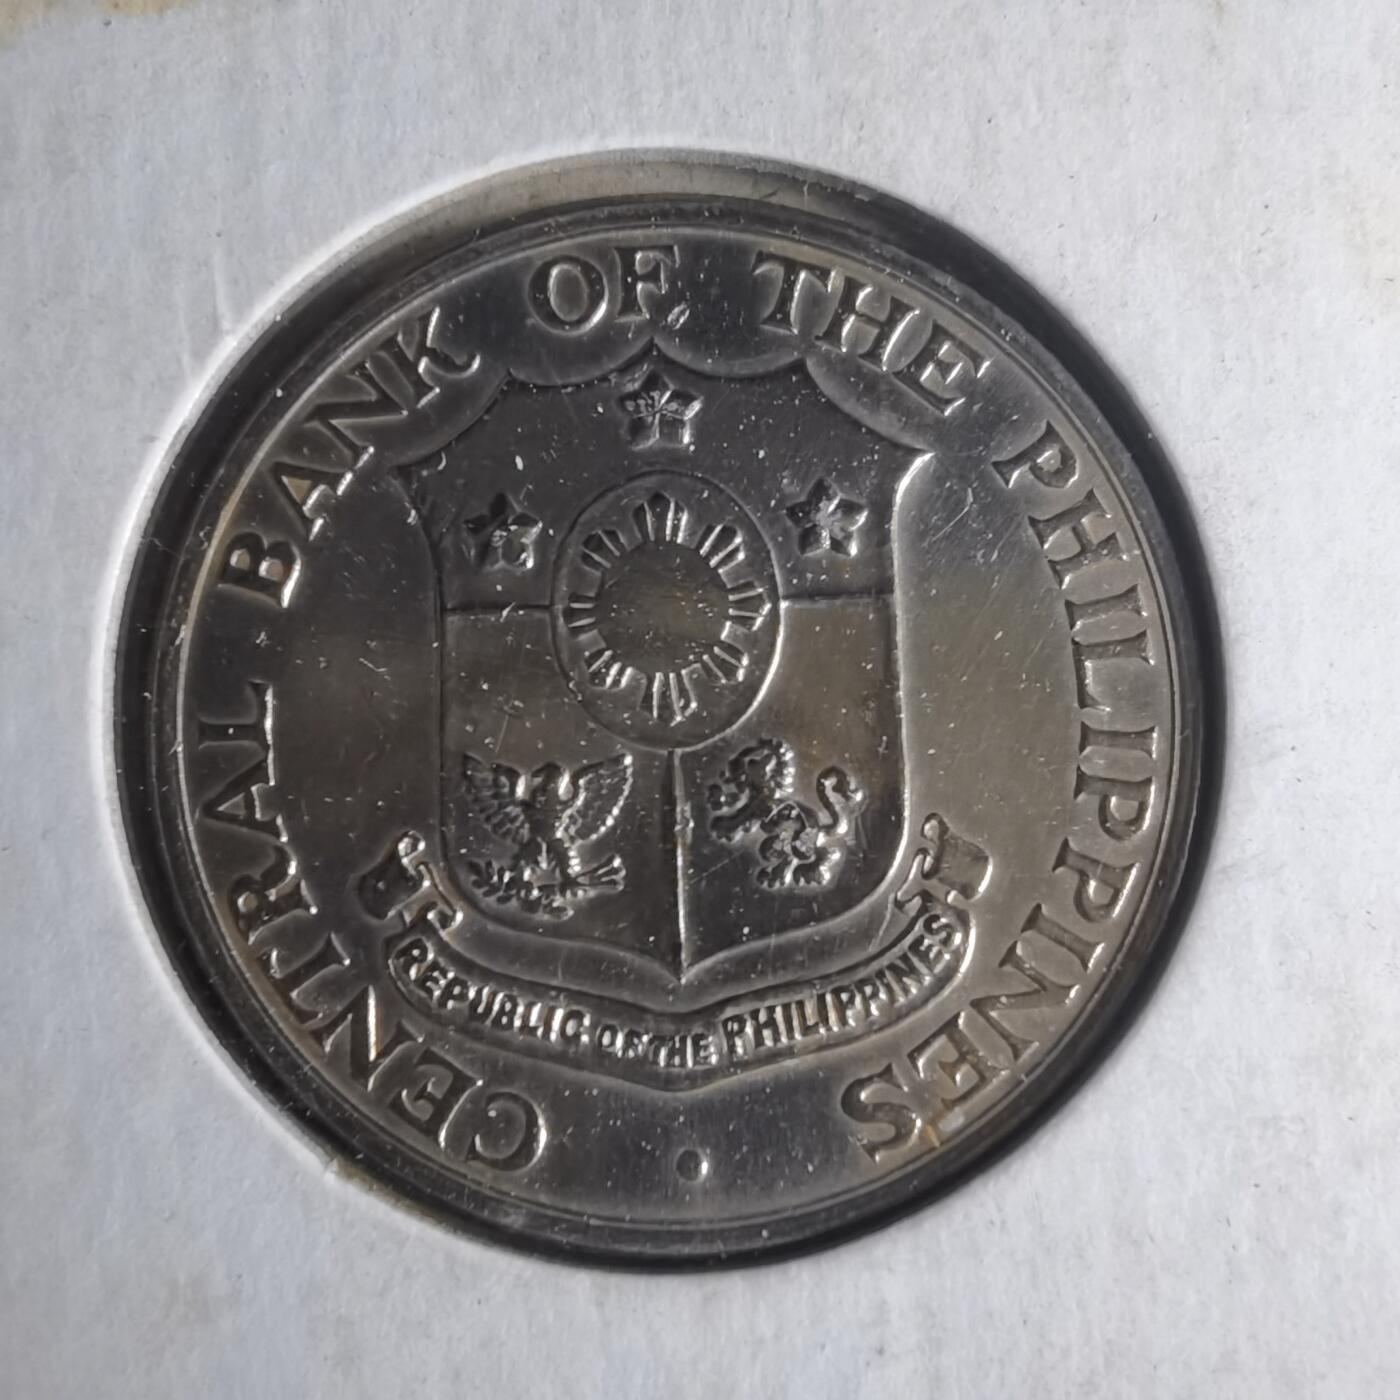 CENTRAL BANK OF THE PHILIPPINES
REPUBLIC OF THE PHILIPPINES